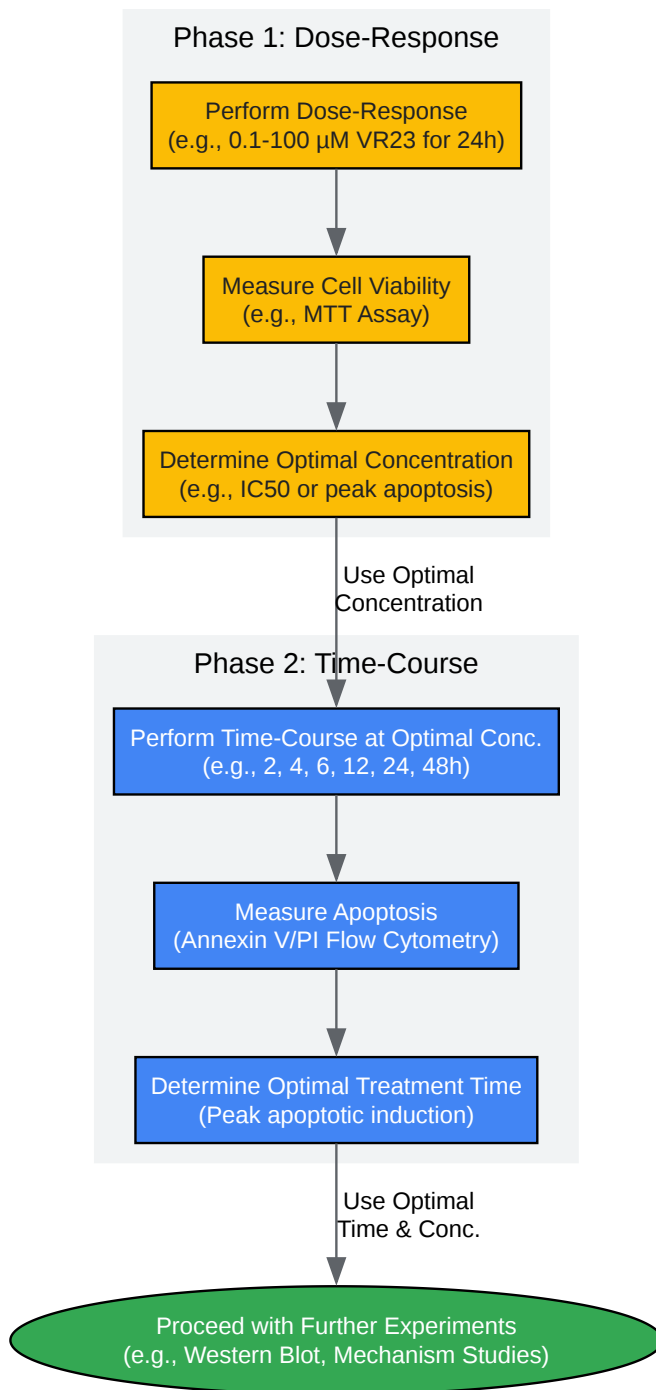 Phase 1: Dose-Response
Perform Dose-Response
(e.g., 0.1-100 µM VR23 for 24h)
Measure Cell Viability
(e.g., MTT Assay)
Determine Optimal Concentration
(e.g., IC50 or peak apoptosis)
Use Optimal
Concentration
Phase 2: Time-Course
Perform Time-Course at Optimal Conc.
(e.g., 2, 4, 6, 12, 24, 48h)
Measure Apoptosis
(Annexin V/PI Flow Cytometry)
Determine Optimal Treatment Time
(Peak apoptotic induction)
Use Optimal
Time & Conc.
Proceed with Further Experiments
(e.g., Western Blot, Mechanism Studies)